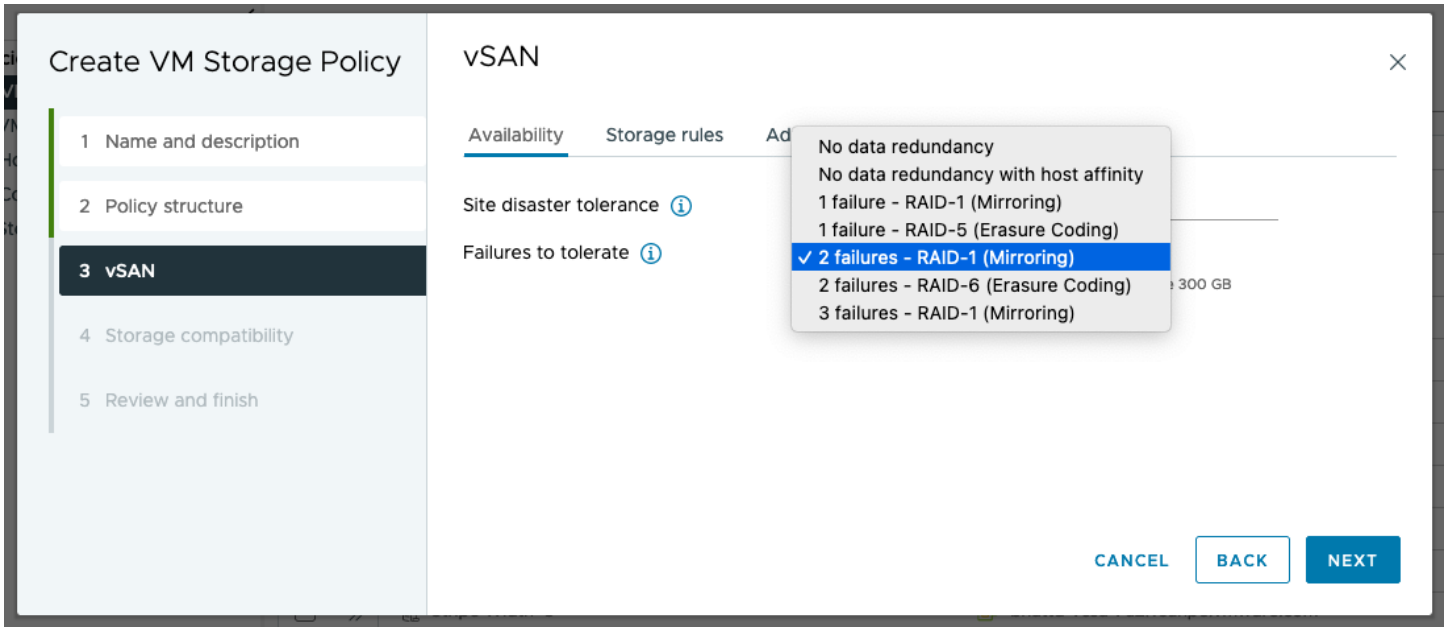 Create VM Storage Policy
1 Name and description
2 Policy structure
3 vSAN
4 Storage compatibility
5 Review and finish
vSAN
Availability
Storage rules
Ad
Site disaster tolerance
Failures to tolerate
No data redundancy
No data redundancy with host affinity
1 failure - RAID-1 (Mirroring)
1 failure - RAID-5 (Erasure Coding)
✓ 2 failures - RAID-1 (Mirroring)
2 failures - RAID-6 (Erasure Coding)
3 failures - RAID-1 (Mirroring)
300 GB
CANCEL
BACK
NEXT